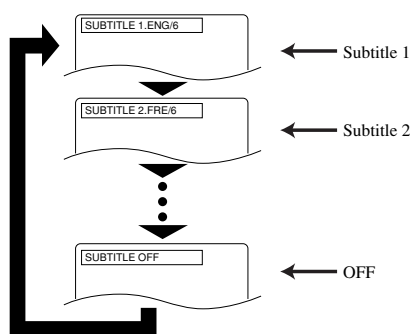 SUBTITLE 1.ENG/6
Subtitle 1
SUBTITLE 2.FRE/6
Subtitle 2
SUBTITLE OFF
OFF